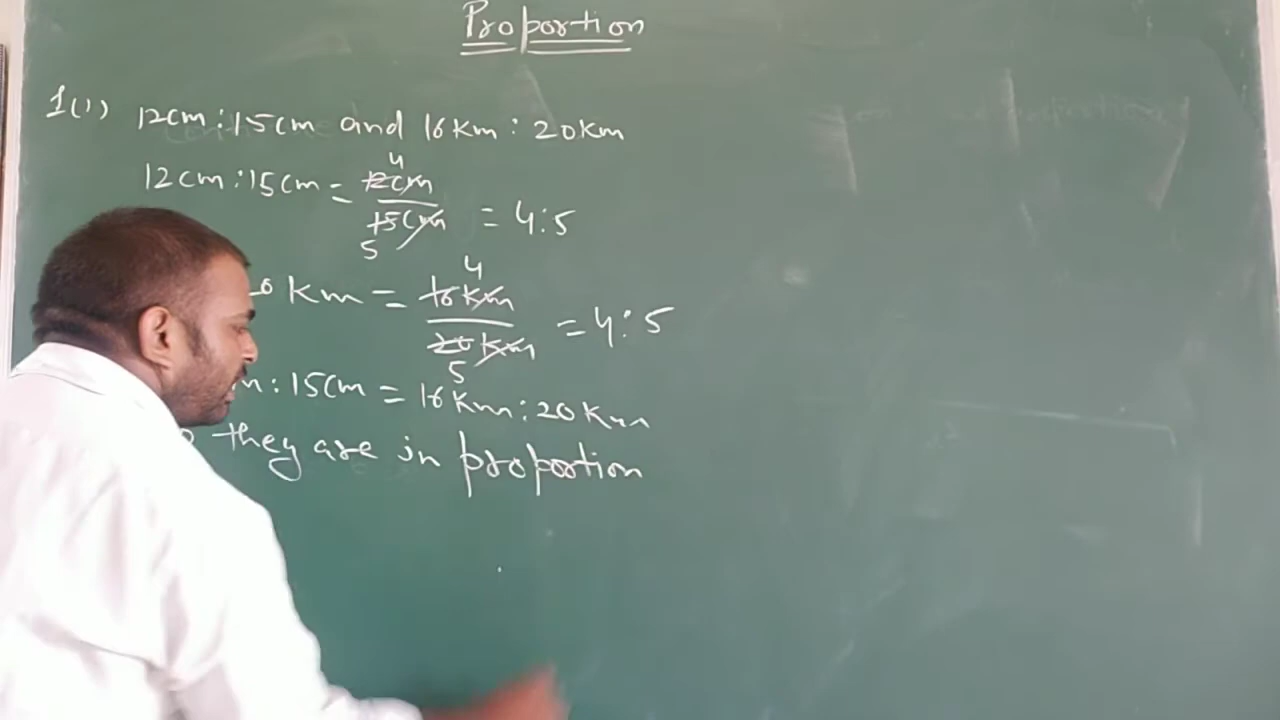 Proportion
1(1) 12cm:15cm and 16km:20km
12cm:15cm = 12cm/15cm = 4:5
4
5
km = 16km/20km = 4:5
4
5
:15cm = 16km:20km
they are in proportion